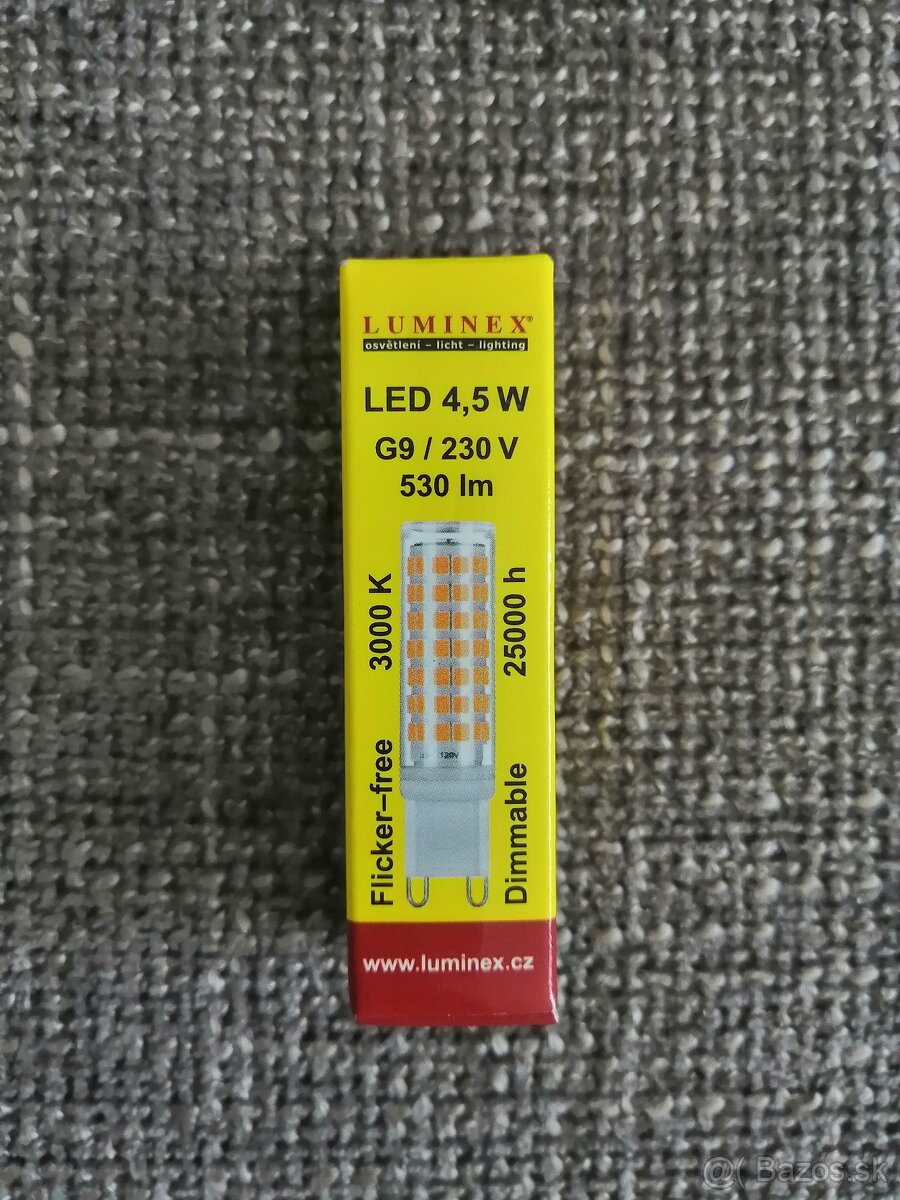 LUMINEX®
osvětlení – licht – lighting
LED 4,5 W
G9 / 230 V
530 lm
3000 K
25000 h
Flicker–free
Dimmable
120V
www.luminex.cz
@( Bazos.sk